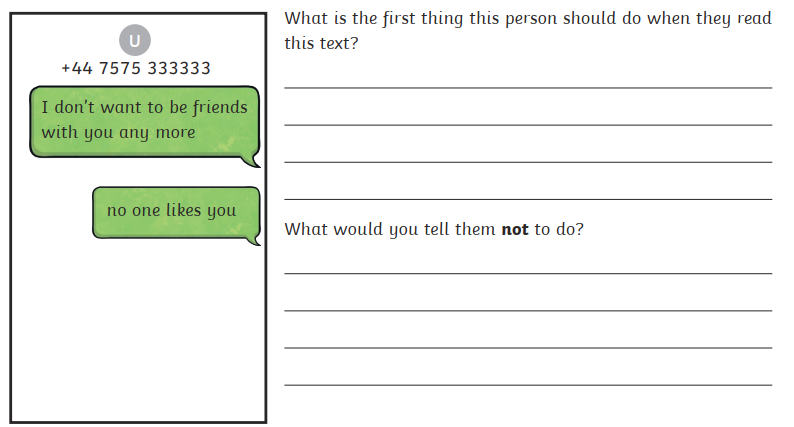 U
+44 7575 333333
I don't want to be friends
with you any more
no one likes you
What is the first thing this person should do when they read
this text?
What would you tell them not to do?